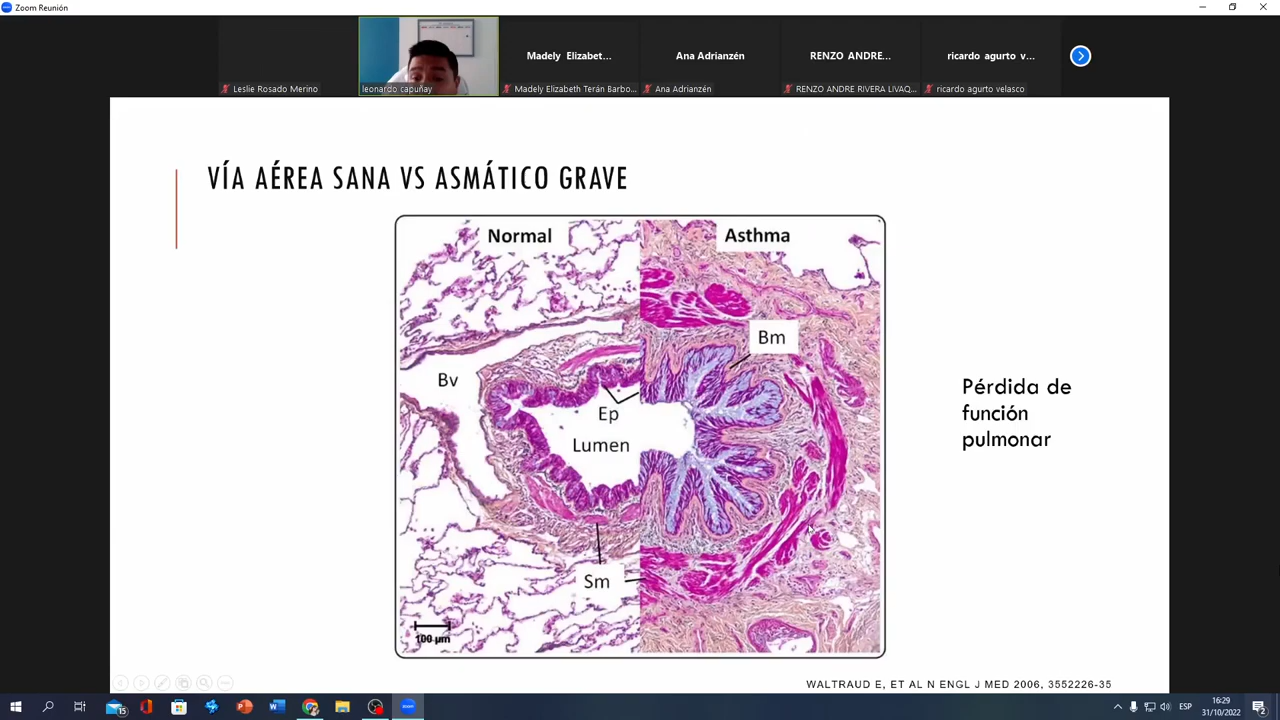 Zoom Reunión
Madely Elizabet...
Ana Adrianzén
RENZO ANDRE...
ricardo agurto v...
Leslie Rosado Merino
leonardo capuñay
Madely Elizabeth Terán Barbo...
Ana Adrianzén
RENZO ANDRE RIVERA LIVAQ...
ricardo agurto velasco
VÍA AÉREA SANA VS ASMÁTICO GRAVE
Normal
Asthma
Bm
Bv
Ep
Lumen
Sm
100 µm
Pérdida de
función
pulmonar
WALTRAUD E, ET AL N ENGL J MED 2006, 3552226-35
15
ESP
16:29
31/10/2022
2